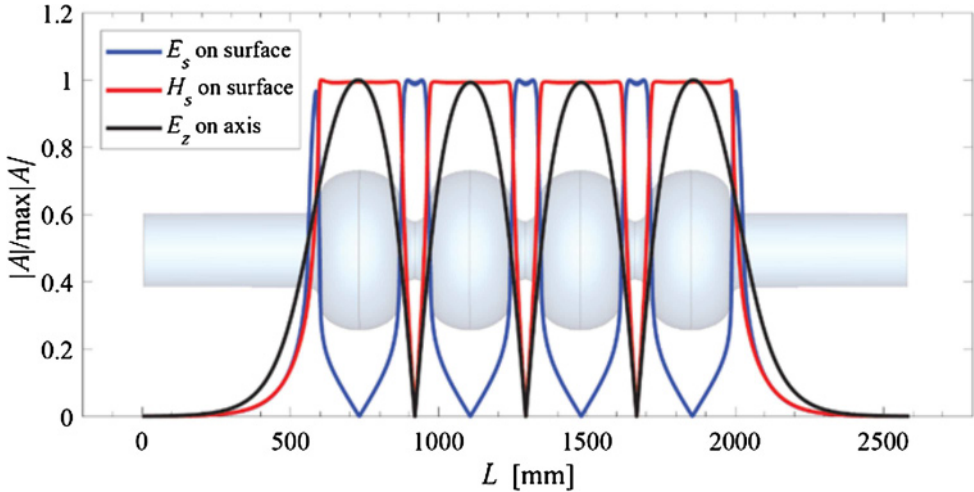 1.2
1
0.8
0.6
0.4
0.2
0
|A|/max|A|
E_s on surface
H_s on surface
E_z on axis
0 500 1000 1500 2000 2500
L [mm]